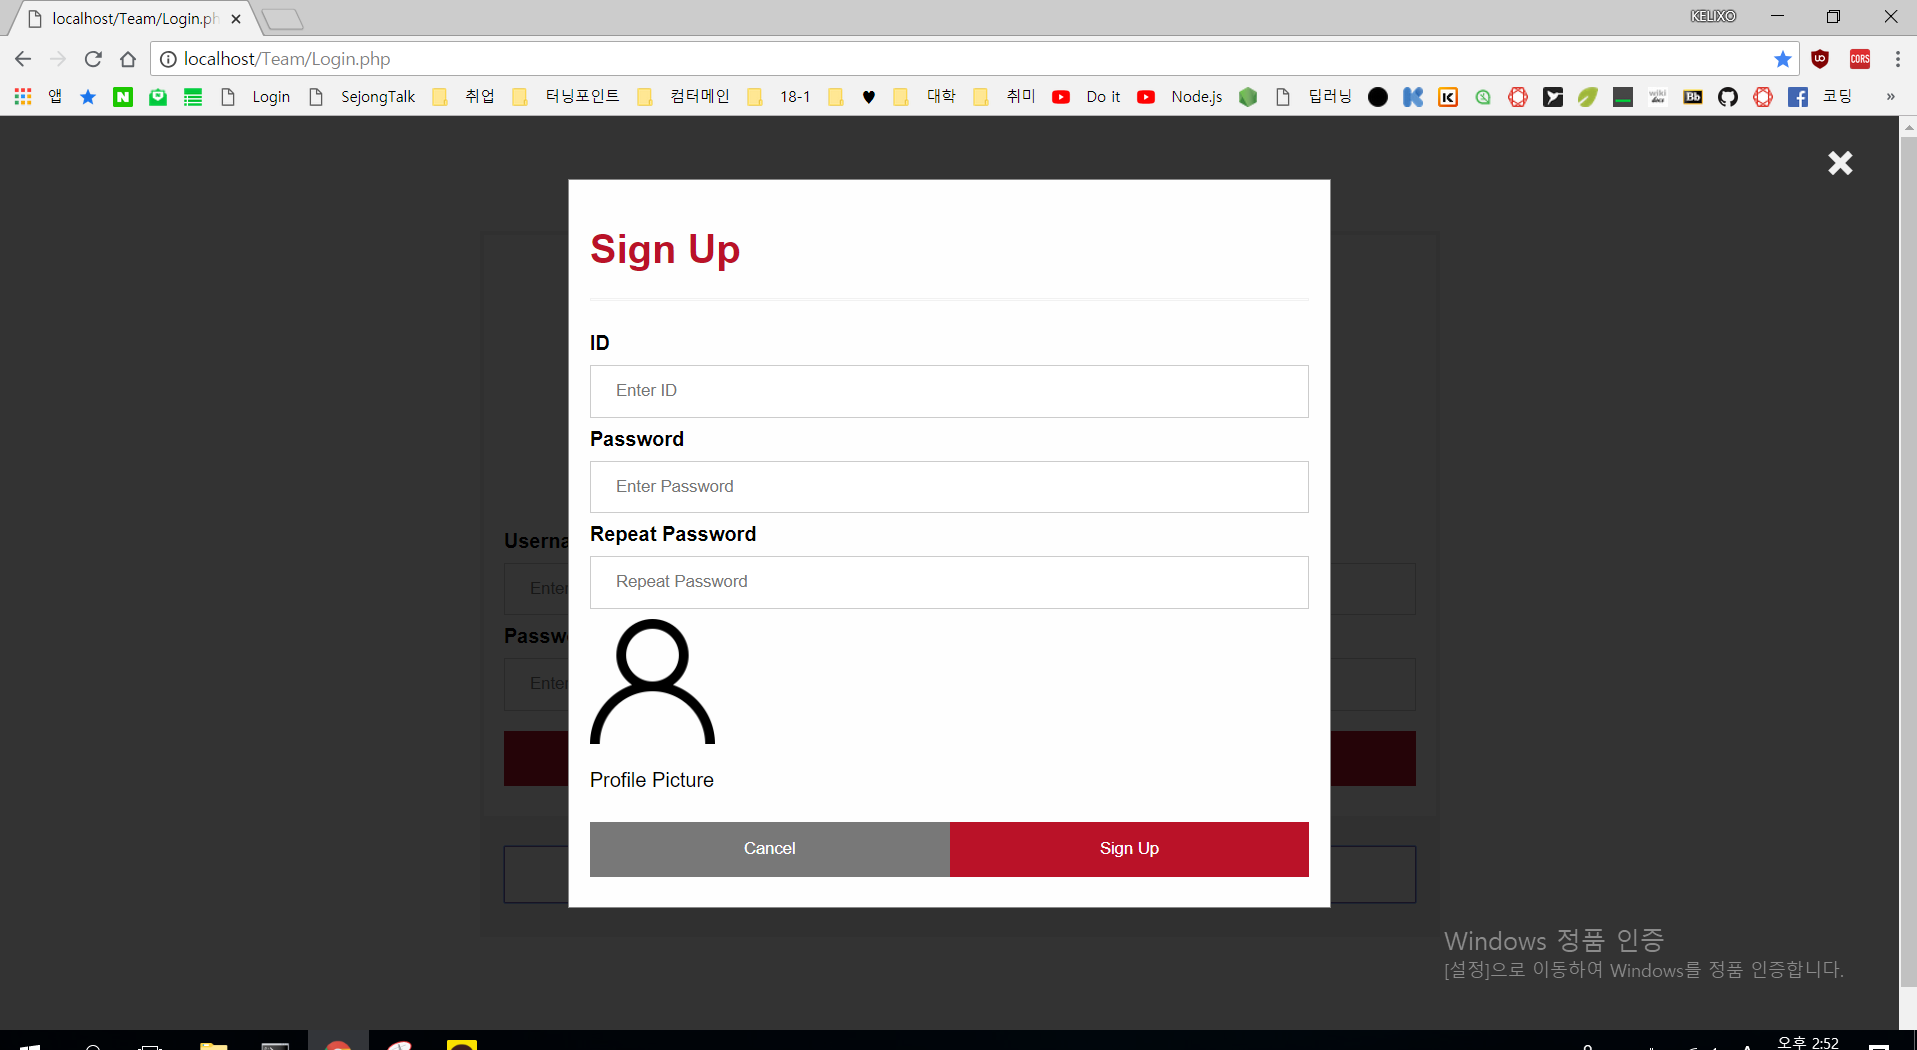 localhost/Team/Login.ph
KELIXO
localhost/Team/Login.php
CORS
앱
N
Login
SejongTalk
취업
터닝포인트
컴터메인
18-1
♥
대학
취미
Do it
Node.js
딥러닝
Bb
코딩
»
Sign Up
ID
Enter ID
Password
Enter Password
Repeat Password
Repeat Password
Profile Picture
Cancel
Sign Up
Userna
Enter
Passw
Enter
Windows 정품 인증
[설정]으로 이동하여 Windows를 정품 인증합니다.
오후 2:52